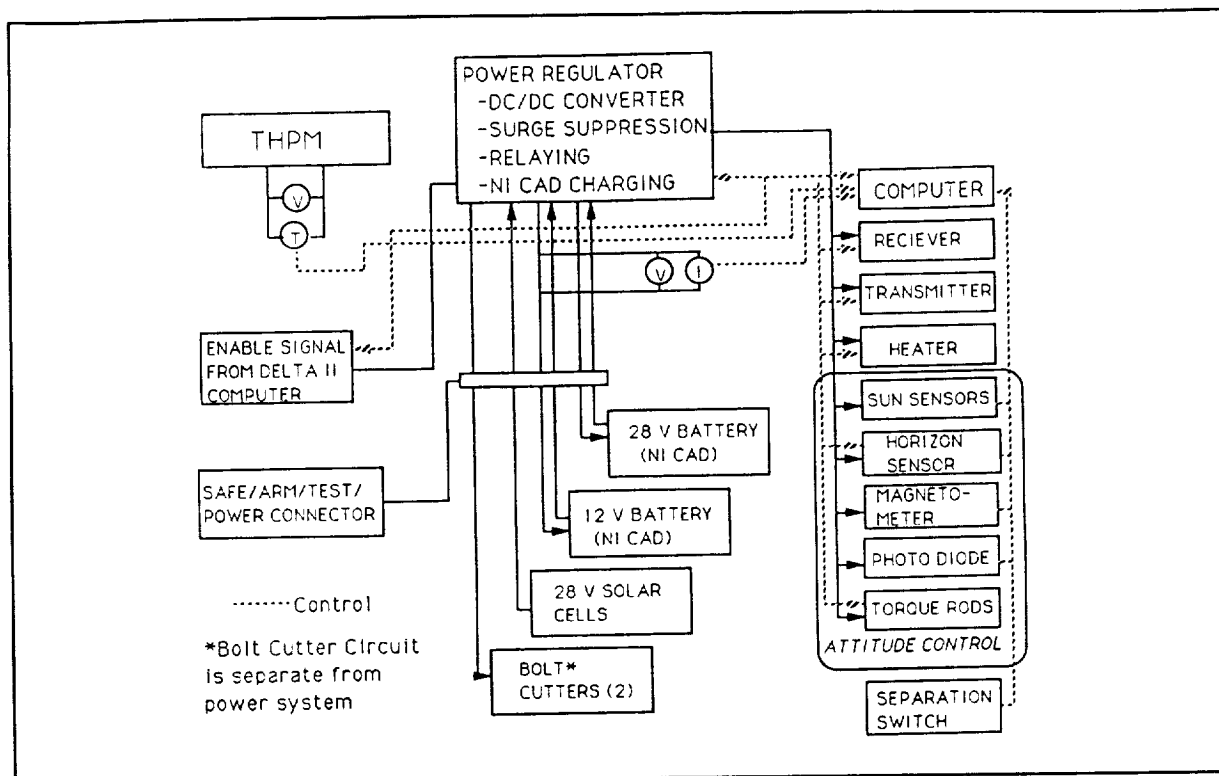 POWER REGULATOR
-DC/DC CONVERTER
-SURGE SUPPRESSION
-RELAYING
-NI CAD CHARGING
THPM
V
T
V
I
COMPUTER
RECIEVER
TRANSMITTER
HEATER
SUN SENSORS
HORIZON
SENSOR
MAGNETO-
METER
PHOTO DIODE
TORQUE RODS
ATTITUDE CONTROL
SEPARATION
SWITCH
ENABLE SIGNAL
FROM DELTA II
COMPUTER
SAFE/ARM/TEST/
POWER CONNECTOR
28 V BATTERY
(NI CAD)
12 V BATTERY
(NI CAD)
28 V SOLAR
CELLS
BOLT*
CUTTERS (2)
Control
*Bolt Cutter Circuit
is separate from
power system